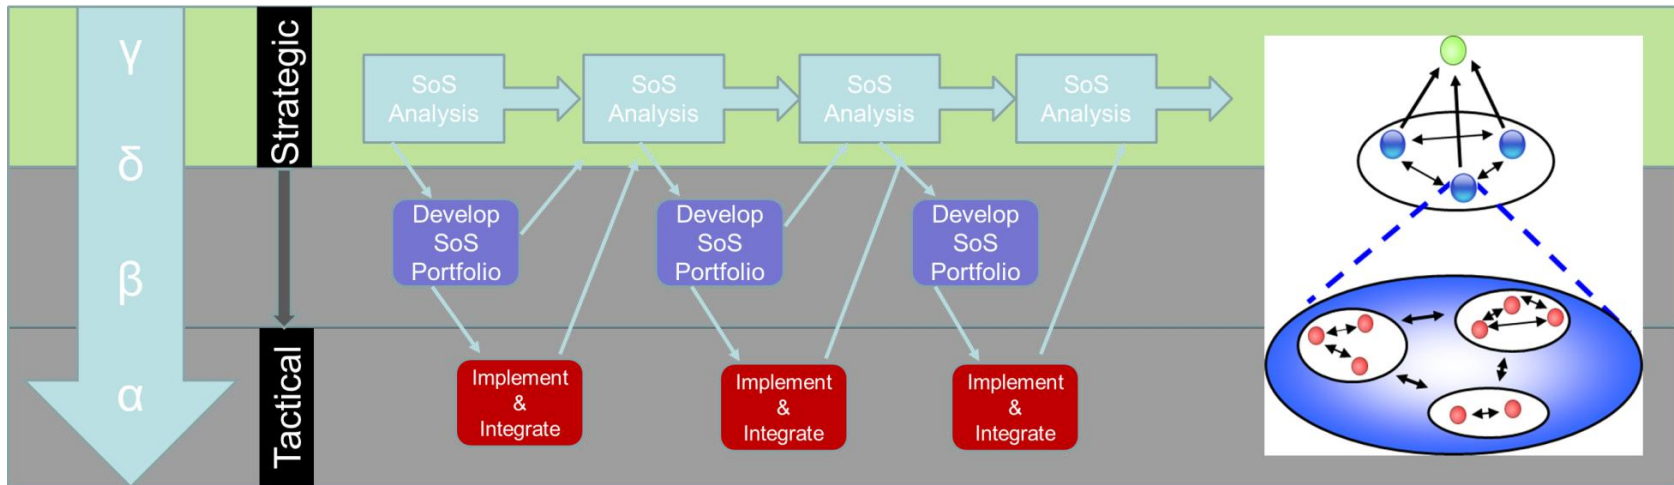 γ
δ
β
α
Strategic
Tactical
SoS
Analysis
SoS
Analysis
SoS
Analysis
SoS
Analysis
Develop
SoS
Portfolio
Develop
SoS
Portfolio
Develop
SoS
Portfolio
Implement
&
Integrate
Implement
&
Integrate
Implement
&
Integrate